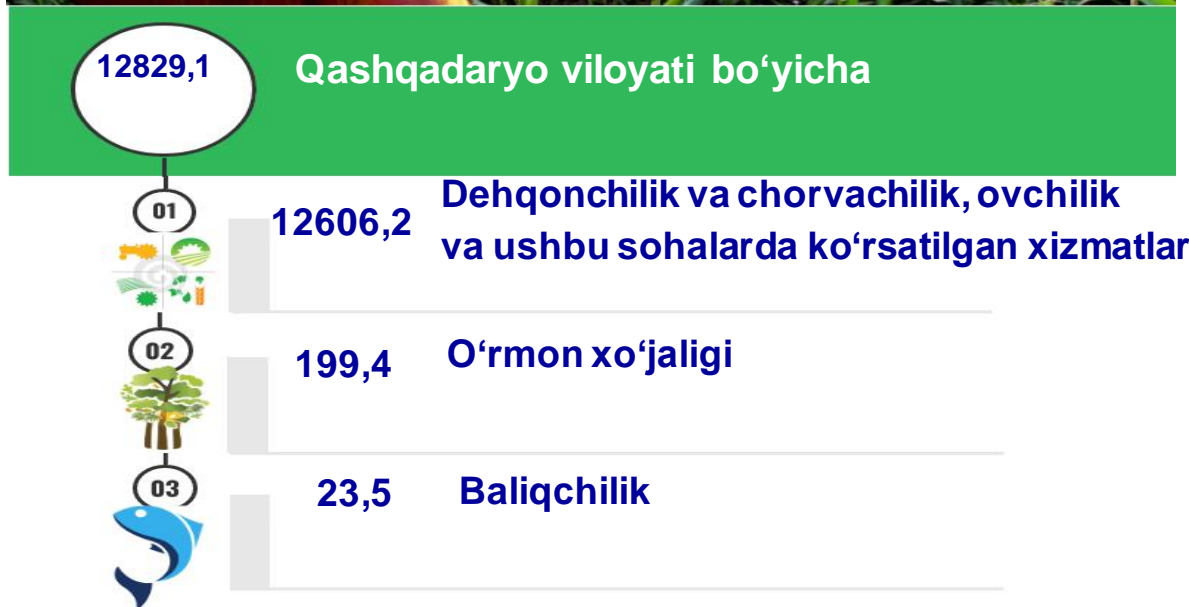 12829,1
Qashqadaryo viloyati bo‘yicha
01
12606,2
Dehqonchilik va chorvachilik, ovchilik
va ushbu sohalarda ko‘rsatilgan xizmatlar
02
199,4
O‘rmon xo‘jaligi
03
23,5
Baliqchilik